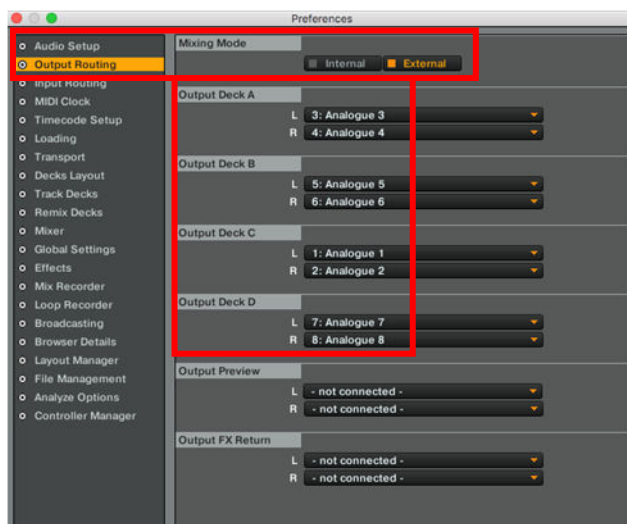 Preferences
Audio Setup
Output Routing
Input Routing
MIDI Clock
Timecode Setup
Loading
Transport
Decks Layout
Track Decks
Remix Decks
Mixer
Global Settings
Effects
Mix Recorder
Loop Recorder
Broadcasting
Browser Details
Layout Manager
File Management
Analyze Options
Controller Manager
Mixing Mode
Internal External
Output Deck A
L 3: Analogue 3
R 4: Analogue 4
Output Deck B
L 5: Analogue 5
R 6: Analogue 6
Output Deck C
L 1: Analogue 1
R 2: Analogue 2
Output Deck D
L 7: Analogue 7
R 8: Analogue 8
Output Preview
L - not connected -
R - not connected -
Output FX Return
L - not connected -
R - not connected -